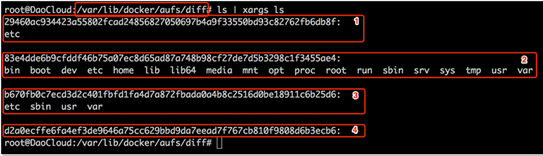 root@DaoCloud:/var/lib/docker/aufs/diff# ls | xargs ls
29460ac934423a55802fcad24856827050697b4a9f33550bd93c82762fb6db8f:
1
etc
83e4dde6b9cfddf46b75a07ec8d65ad87a748b98cf27de7d5b3298c1f3455ae4:
2
bin boot dev etc home lib lib64 media mnt opt proc root run sbin srv sys tmp usr var
b670fb0c7ecd3d2c401fbfd1fa4d7a872fbada0a4b8c2516d0be18911c6b25d6:
3
etc sbin usr var
d2a0ecffe6fa4ef3de9646a75cc629bbd9da7eead7f767cb810f9808d6b3ecb6:
4
root@DaoCloud:/var/lib/docker/aufs/diff#